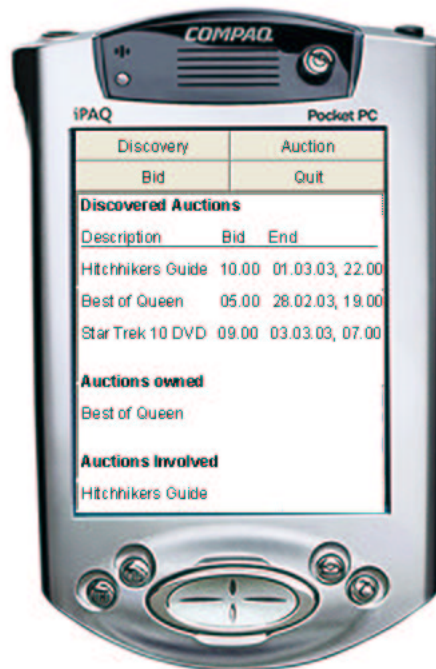 COMPAQ
iPAQ Pocket PC
Discovery Auction
Bid Quit
Discovered Auctions
Description Bid End
Hitchhikers Guide 10.00 01.03.03, 22.00
Best of Queen 05.00 28.02.03, 19.00
Star Trek 10 DVD 09.00 03.03.03, 07.00
Auctions owned
Best of Queen
Auctions Involved
Hitchhikers Guide